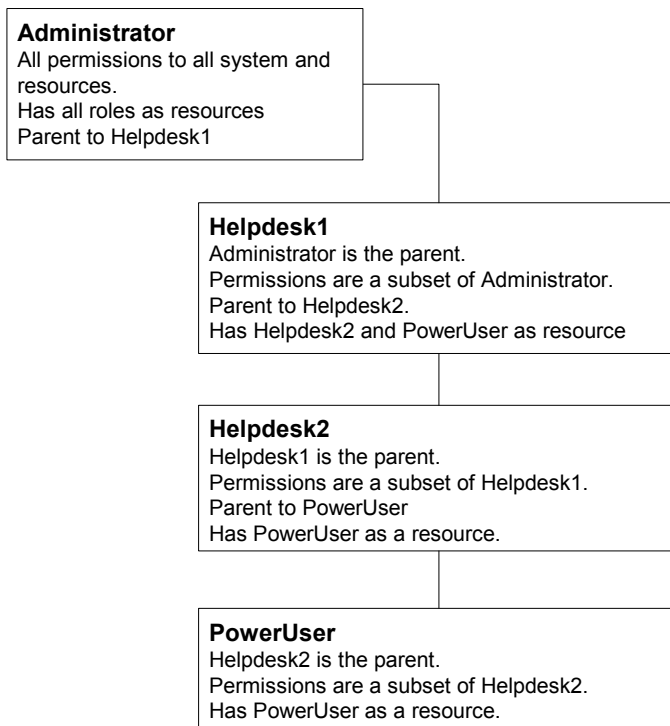 Administrator
All permissions to all system and
resources.
Has all roles as resources
Parent to Helpdesk1
Helpdesk1
Administrator is the parent.
Permissions are a subset of Administrator.
Parent to Helpdesk2.
Has Helpdesk2 and PowerUser as resource
Helpdesk2
Helpdesk1 is the parent.
Permissions are a subset of Helpdesk1.
Parent to PowerUser
Has PowerUser as a resource.
PowerUser
Helpdesk2 is the parent.
Permissions are a subset of Helpdesk2.
Has PowerUser as a resource.